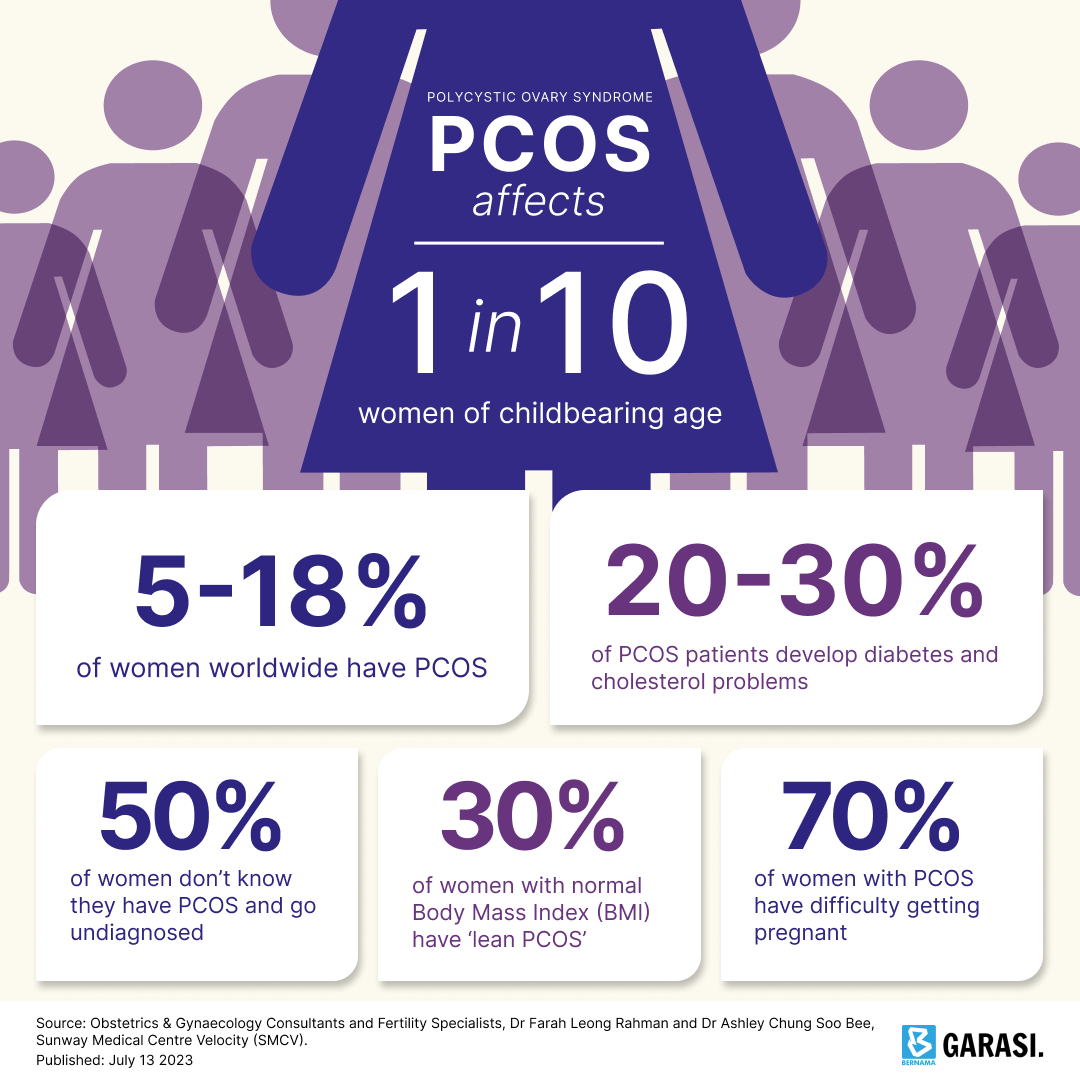 POLYCYSTIC OVARY SYNDROME
PCOS
affects
1 in 10
women of childbearing age
5-18%
of women worldwide have PCOS
20-30%
of PCOS patients develop diabetes and
cholesterol problems
50%
of women don’t know
they have PCOS and go
undiagnosed
30%
of women with normal
Body Mass Index (BMI)
have ‘lean PCOS’
70%
of women with PCOS
have difficulty getting
pregnant
Source: Obstetrics & Gynaecology Consultants and Fertility Specialists, Dr Farah Leong Rahman and Dr Ashley Chung Soo Bee,
Sunway Medical Centre Velocity (SMCV).
Published: July 13 2023
BERNAMA
GARASI.